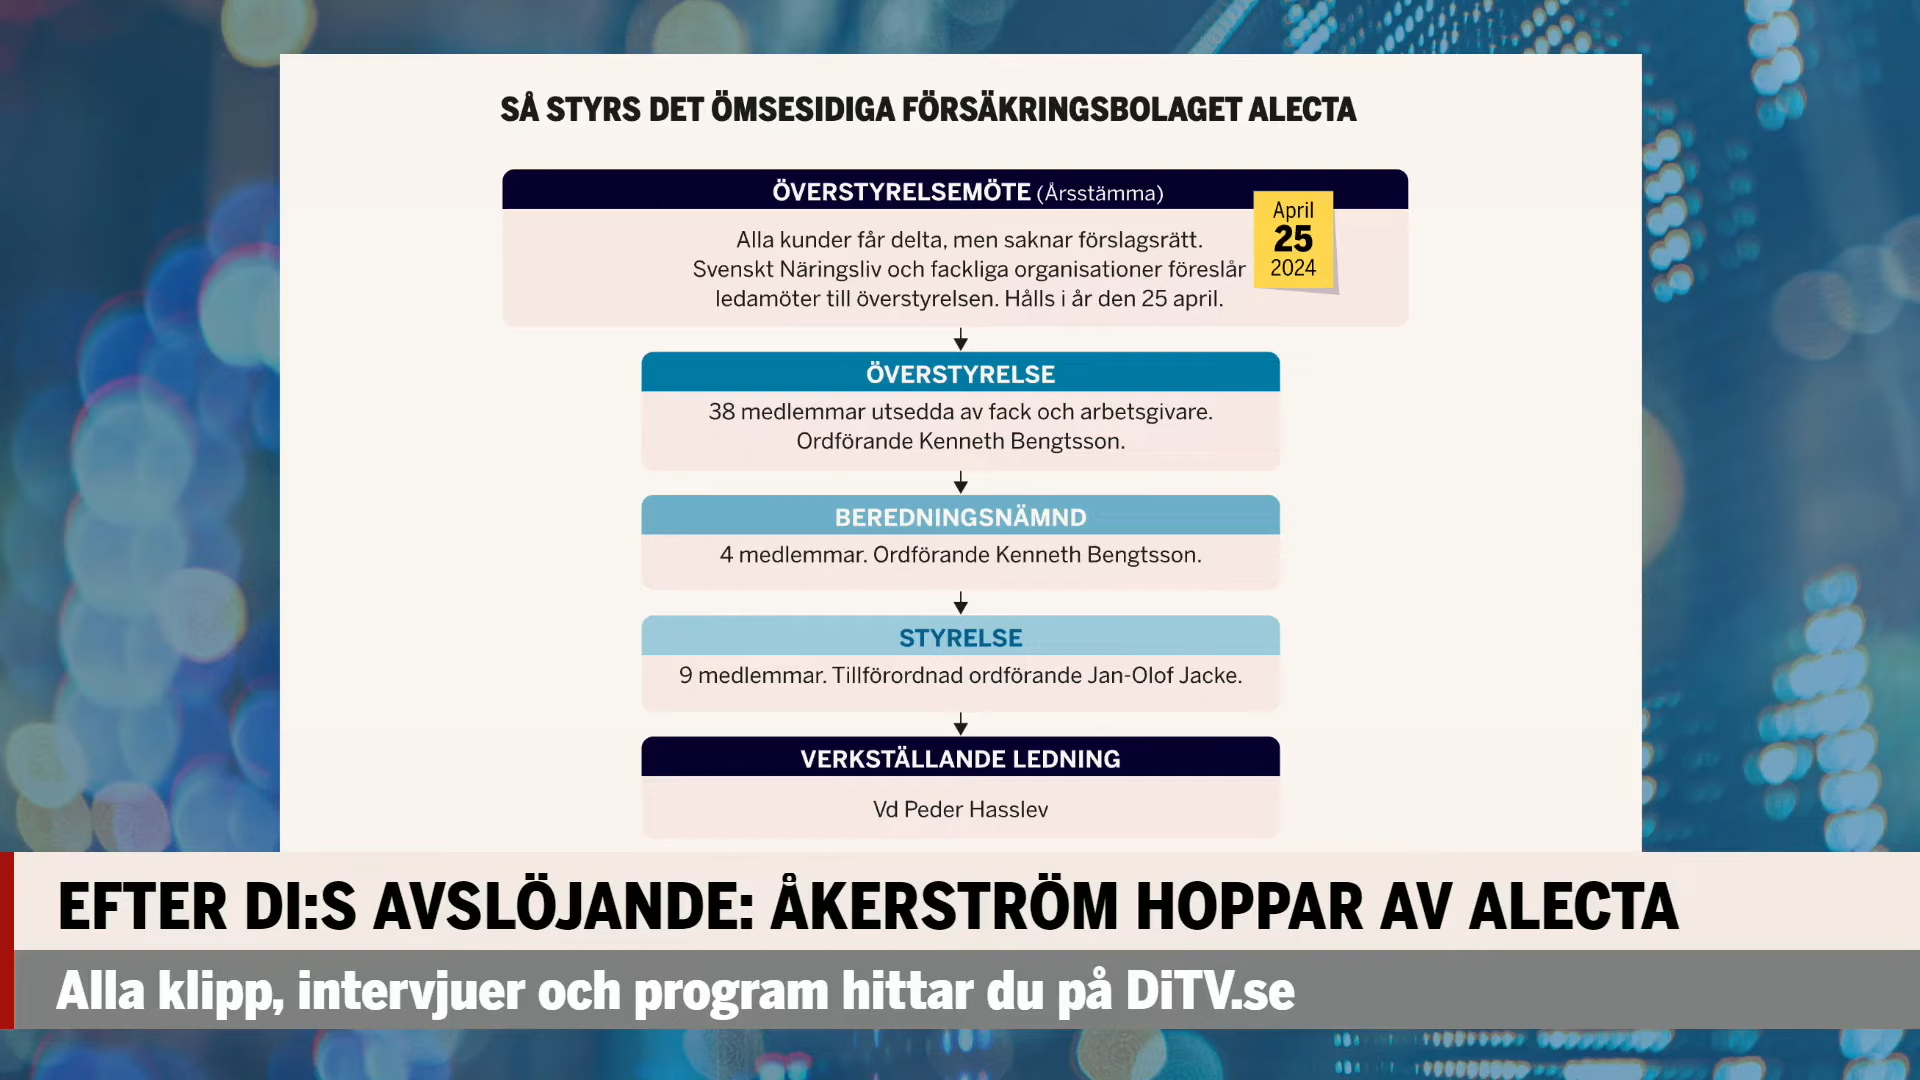 SÅ STYRS DET ÖMSESIDIGA FÖRSÄKRINGSBOLAGET ALECTA
ÖVERSTYRELSEMÖTE (Årsstämma)
Alla kunder får delta, men saknar förslagsrätt.
Svenskt Näringsliv och fackliga organisationer föreslår
ledamöter till överstyrelsen. Hålls i år den 25 april.
April
25
2024
ÖVERSTYRELSE
38 medlemmar utsedda av fack och arbetsgivare.
Ordförande Kenneth Bengtsson.
BEREDNINGSNÄMND
4 medlemmar. Ordförande Kenneth Bengtsson.
STYRELSE
9 medlemmar. Tillförordnad ordförande Jan-Olof Jacke.
VERKSTÄLLANDE LEDNING
Vd Peder Hasslev
EFTER DI:S AVSLÖJANDE: ÅKERSTRÖM HOPPAR AV ALECTA
Alla klipp, intervjuer och program hittar du på DiTV.se